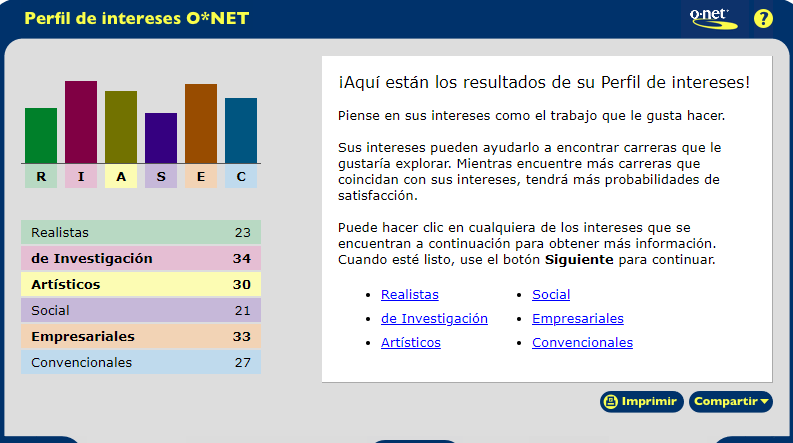 Perfil de intereses O*NET
o·net
?
R I A S E C
Realistas 23
de Investigación 34
Artísticos 30
Social 21
Empresariales 33
Convencionales 27
¡Aquí están los resultados de su Perfil de intereses!
Piense en sus intereses como el trabajo que le gusta hacer.
Sus intereses pueden ayudarlo a encontrar carreras que le
gustaría explorar. Mientras encuentre más carreras que
coincidan con sus intereses, tendrá más probabilidades de
satisfacción.
Puede hacer clic en cualquiera de los intereses que se
encuentran a continuación para obtener más información.
Cuando esté listo, use el botón Siguiente para continuar.
• Realistas
• de Investigación
• Artísticos
• Social
• Empresariales
• Convencionales
Imprimir
Compartir